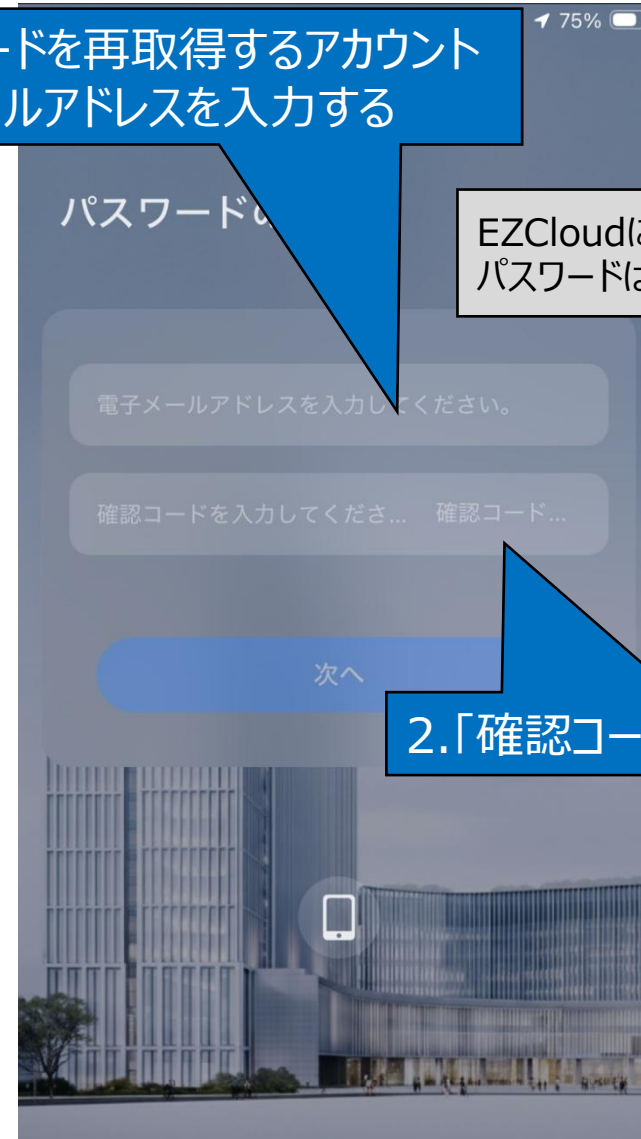 75%
ードを再取得するアカウント
ルアドレスを入力する
パスワードの
EZCloudに
パスワードは
電子メールアドレスを入力してください。
確認コードを入力してくださ... 確認コード...
次へ
2.「確認コー